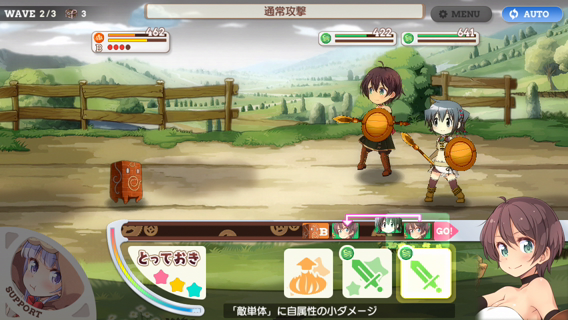 WAVE 2/3 3
通常攻撃
MENU
AUTO
462
B
422
641
B
GO!
とっておき
SUPPORT
「敵単体」に自属性の小ダメージ